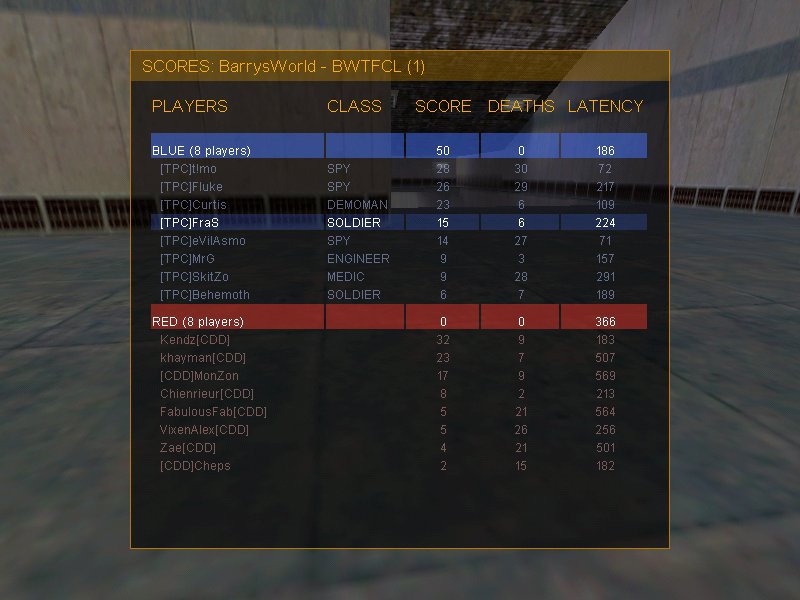 SCORES: BarrysWorld - BWTFCL (1)
PLAYERS CLASS SCORE DEATHS LATENCY
BLUE (8 players) 50 0 186
[TPC]t!mo SPY 28 30 72
[TPC]Fluke SPY 26 29 217
[TPC]Curtis DEMOMAN 23 6 109
[TPC]FraS SOLDIER 15 6 224
[TPC]eVilAsmo SPY 14 27 71
[TPC]MrG ENGINEER 9 3 157
[TPC]SkitZo MEDIC 9 28 291
[TPC]Behemoth SOLDIER 6 7 189
RED (8 players) 0 0 366
Kendz[CDD] 32 9 183
khayman[CDD] 23 7 507
[CDD]MonZon 17 9 569
Chienrieur[CDD] 8 2 213
FabulousFab[CDD] 5 21 564
VixenAlex[CDD] 5 26 256
Zae[CDD] 4 21 501
[CDD]Cheps 2 15 182